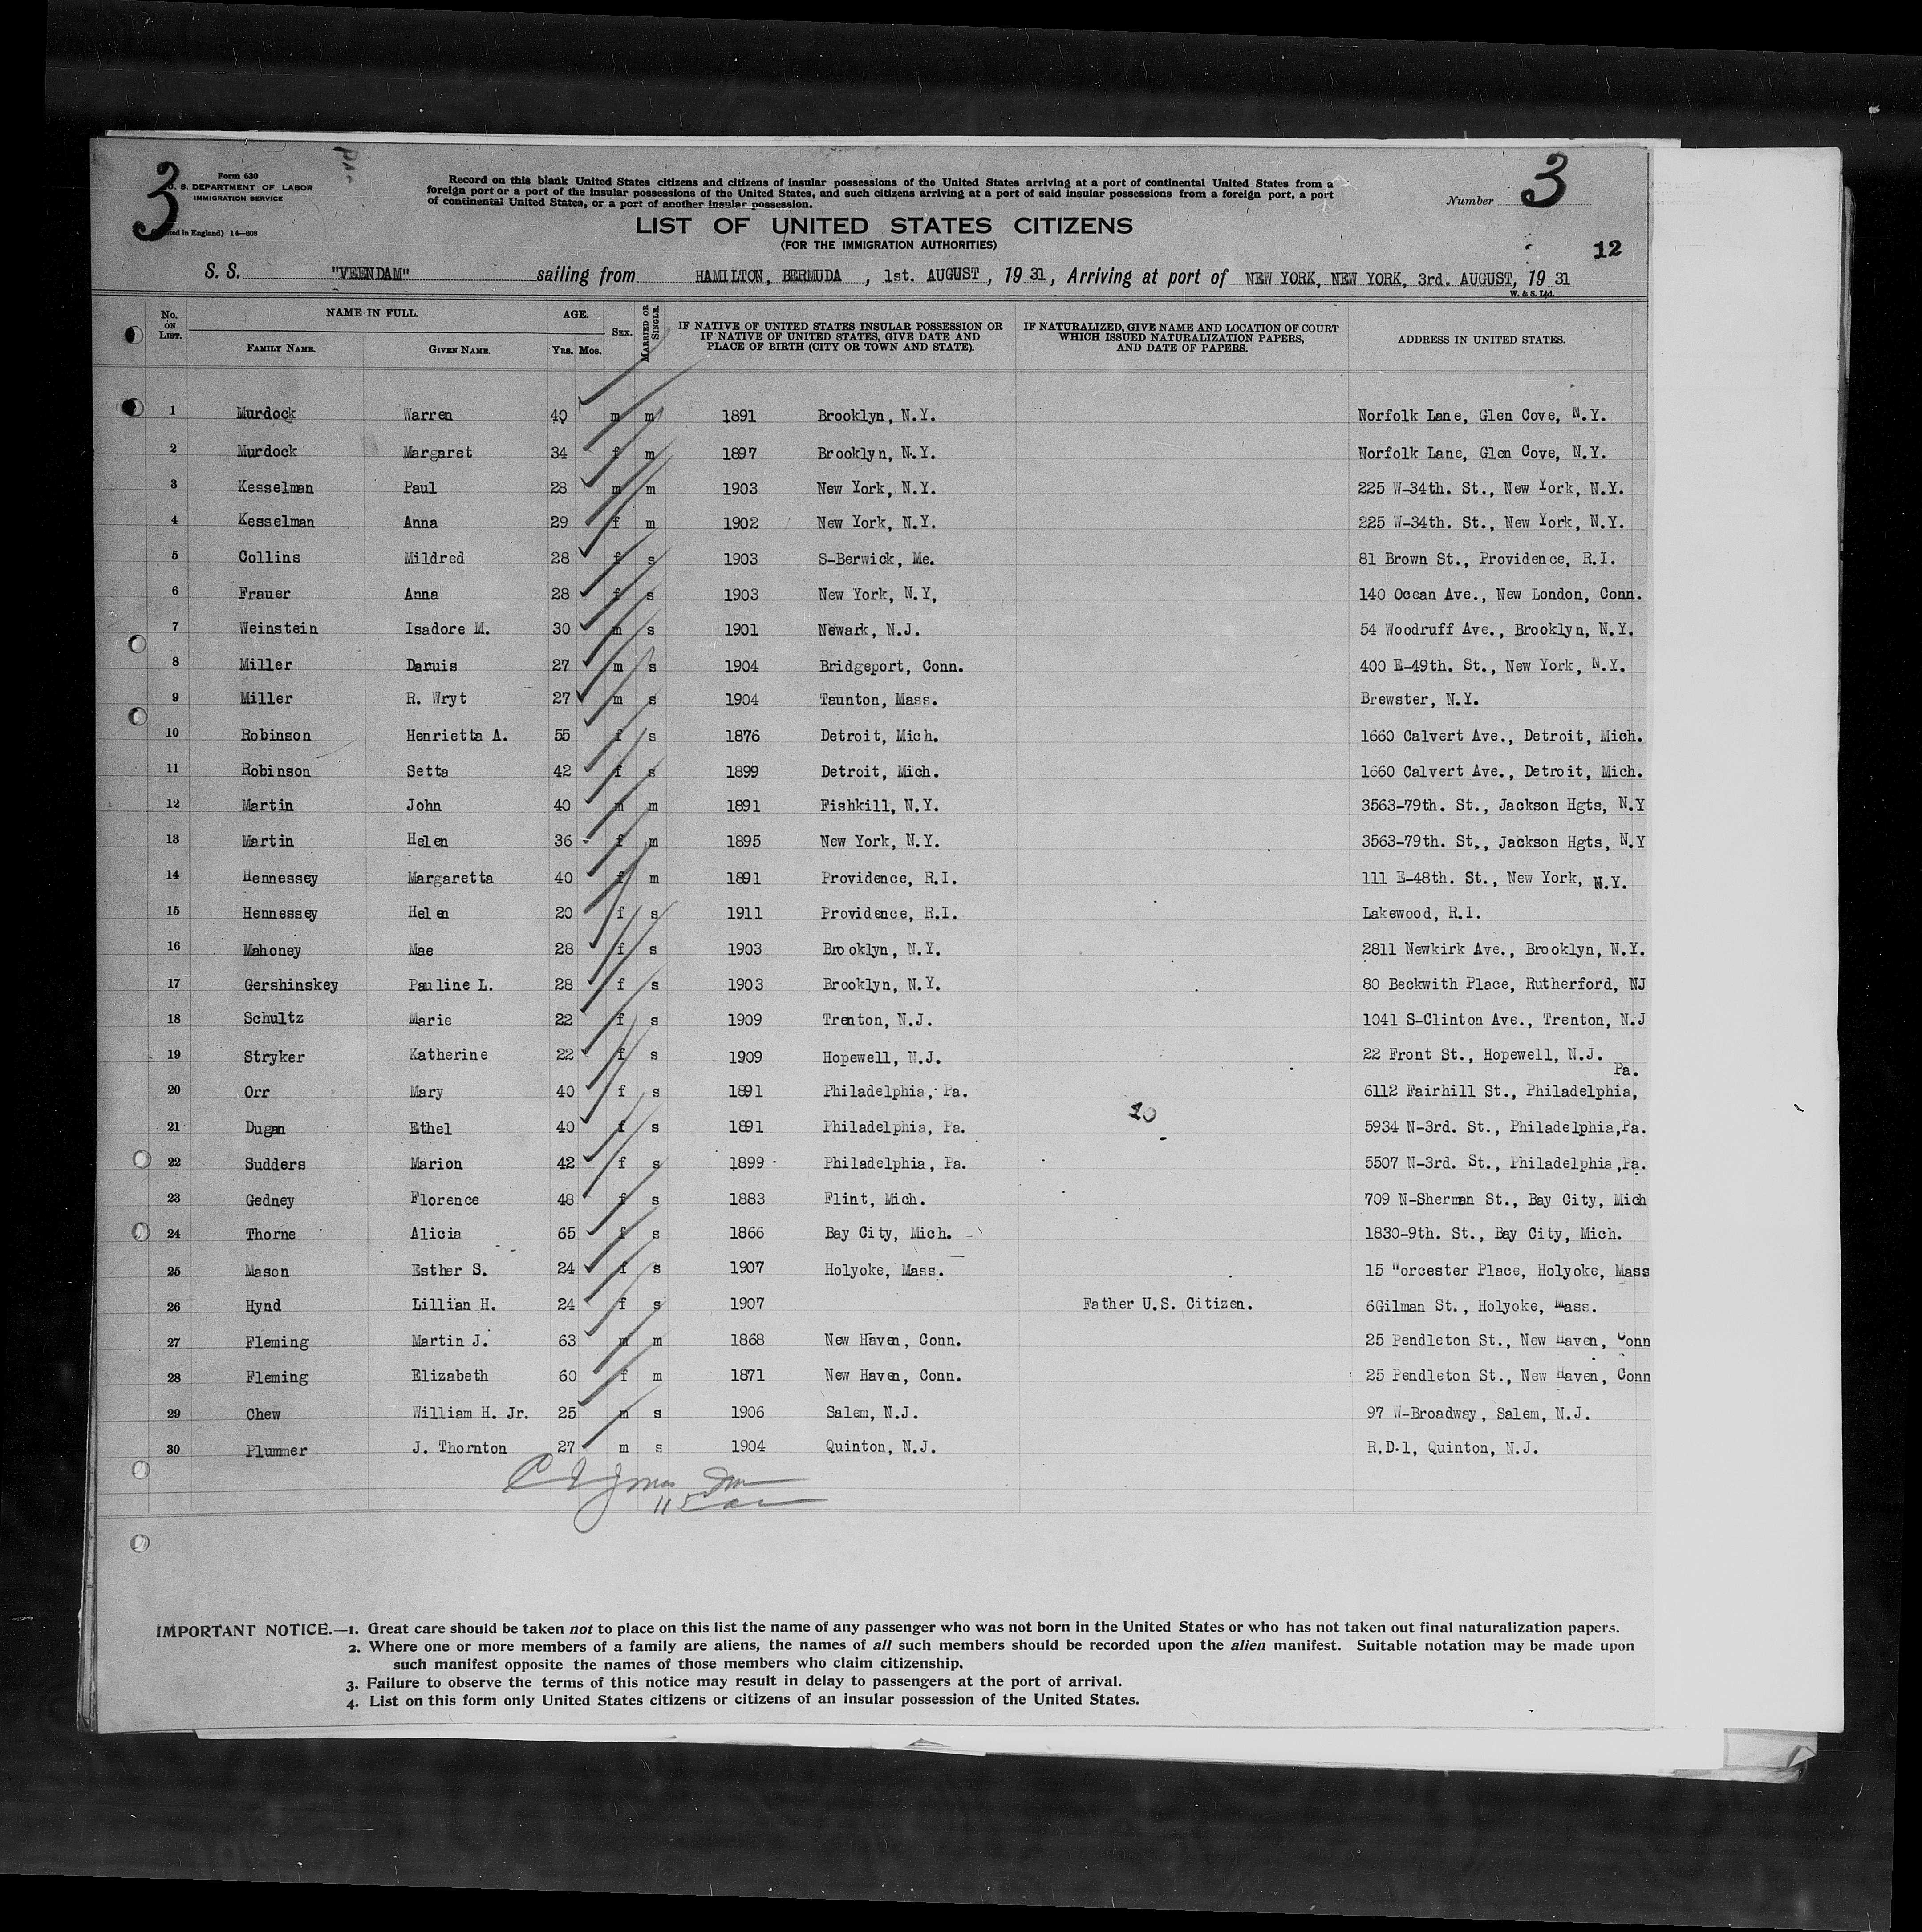 3
Form 630
U. S. DEPARTMENT OF LABOR
IMMIGRATION SERVICE
(Printed in England) 14—608
Record on this blank United States citizens and citizens of insular possessions of the United States arriving at a port of continental United States from a
foreign port or a port of the insular possessions of the United States, and such citizens arriving at a port of said insular possessions from a foreign port, a port
of continental United States, or a port of another insular possession.
Number 3
LIST OF UNITED STATES CITIZENS
(FOR THE IMMIGRATION AUTHORITIES)
12
S. S. "VEENDAM" sailing from HAMILTON, BERMUDA , 1st. AUGUST , 19 31, Arriving at port of NEW YORK, NEW YORK, 3rd. AUGUST, 19 31
W. & S. Ltd.
No. ON LIST. NAME IN FULL. FAMILY NAME. GIVEN NAME. AGE. YRS. MOS. SEX. MARRIED OR SINGLE. IF NATIVE OF UNITED STATES INSULAR POSSESSION OR IF NATIVE OF UNITED STATES, GIVE DATE AND PLACE OF BIRTH (CITY OR TOWN AND STATE). IF NATURALIZED, GIVE NAME AND LOCATION OF COURT WHICH ISSUED NATURALIZATION PAPERS, AND DATE OF PAPERS. ADDRESS IN UNITED STATES.
1 Murdock Warren 40 m m 1891 Brooklyn, N.Y. Norfolk Lane, Glen Cove, N.Y.
2 Murdock Margaret 34 f m 1897 Brooklyn, N.Y. Norfolk Lane, Glen Cove, N.Y.
3 Kesselman Paul 28 m m 1903 New York, N.Y. 225 W-34th. St., New York, N.Y.
4 Kesselman Anna 29 f m 1902 New York, N.Y. 225 W-34th. St., New York, N.Y.
5 Collins Mildred 28 f s 1903 S-Berwick, Me. 81 Brown St., Providence, R.I.
6 Frauer Anna 28 f s 1903 New York, N.Y, 140 Ocean Ave., New London, Conn.
7 Weinstein Isadore M. 30 m s 1901 Newark, N.J. 54 Woodruff Ave., Brooklyn, N.Y.
8 Miller Danuis 27 m s 1904 Bridgeport, Conn. 400 E-49th. St., New York, N.Y.
9 Miller R. Wryt 27 m s 1904 Taunton, Mass. Brewster, N.Y.
10 Robinson Henrietta A. 55 f s 1876 Detroit, Mich. 1660 Calvert Ave., Detroit, Mich.
11 Robinson Setta 42 f s 1899 Detroit, Mich. 1660 Calvert Ave., Detroit, Mich.
12 Martin John 40 m m 1891 Fishkill, N.Y. 3563-79th. St., Jackson Hgts, N.Y
13 Martin Helen 36 f m 1895 New York, N.Y. 3563-79th. St., Jackson Hgts, N.Y
14 Hennessey Margaretta 40 f m 1891 Providence, R.I. 111 E-48th. St., New York, N.Y.
15 Hennessey Helen 20 f s 1911 Providence, R.I. Lakewood, R.I.
16 Mahoney Mae 28 f s 1903 Brooklyn, N.Y. 2811 Newkirk Ave., Brooklyn, N.Y.
17 Gershinskey Pauline L. 28 f s 1903 Brooklyn, N.Y. 80 Beckwith Place, Rutherford, NJ
18 Schultz Marie 22 f s 1909 Trenton, N.J. 1041 S-Clinton Ave., Trenton, N.J
19 Stryker Katherine 22 f s 1909 Hopewell, N.J. 22 Front St., Hopewell, N.J.
20 Orr Mary 40 f s 1891 Philadelphia, Pa. 6112 Fairhill St., Philadelphia, Pa.
20
21 Dugan Ethel 40 f s 1891 Philadelphia, Pa. 5934 N-3rd. St., Philadelphia,Pa.
22 Sudders Marion 42 f s 1899 Philadelphia, Pa. 5507 N-3rd. St., Philadelphia,Pa.
23 Gedney Florence 48 f s 1883 Flint, Mich. 709 N-Sherman St., Bay City, Mich
24 Thorne Alicia 65 f s 1866 Bay City, Mich. 1830-9th. St., Bay City, Mich.
25 Mason Esther S. 24 f s 1907 Holyoke, Mass. 15 "orcester Place, Holyoke, Mass
26 Hynd Lillian H. 24 f s 1907 Father U.S. Citizen. 6Gilman St., Holyoke, Mass.
27 Fleming Martin J. 63 m m 1868 New Haven, Conn. 25 Pendleton St., New Haven, Conn
28 Fleming Elizabeth 60 f m 1871 New Haven, Conn. 25 Pendleton St., New Haven, Conn
29 Chew William H. Jr. 25 m s 1906 Salem, N.J. 97 W-Broadway, Salem, N.J.
30 Plummer J. Thornton 27 m s 1904 Quinton, N.J. R.D.1, Quinton, N.J.
IMPORTANT NOTICE.—1. Great care should be taken not to place on this list the name of any passenger who was not born in the United States or who has not taken out final naturalization papers.
2. Where one or more members of a family are aliens, the names of all such members should be recorded upon the alien manifest. Suitable notation may be made upon
such manifest opposite the names of those members who claim citizenship.
3. Failure to observe the terms of this notice may result in delay to passengers at the port of arrival.
4. List on this form only United States citizens or citizens of an insular possession of the United States.